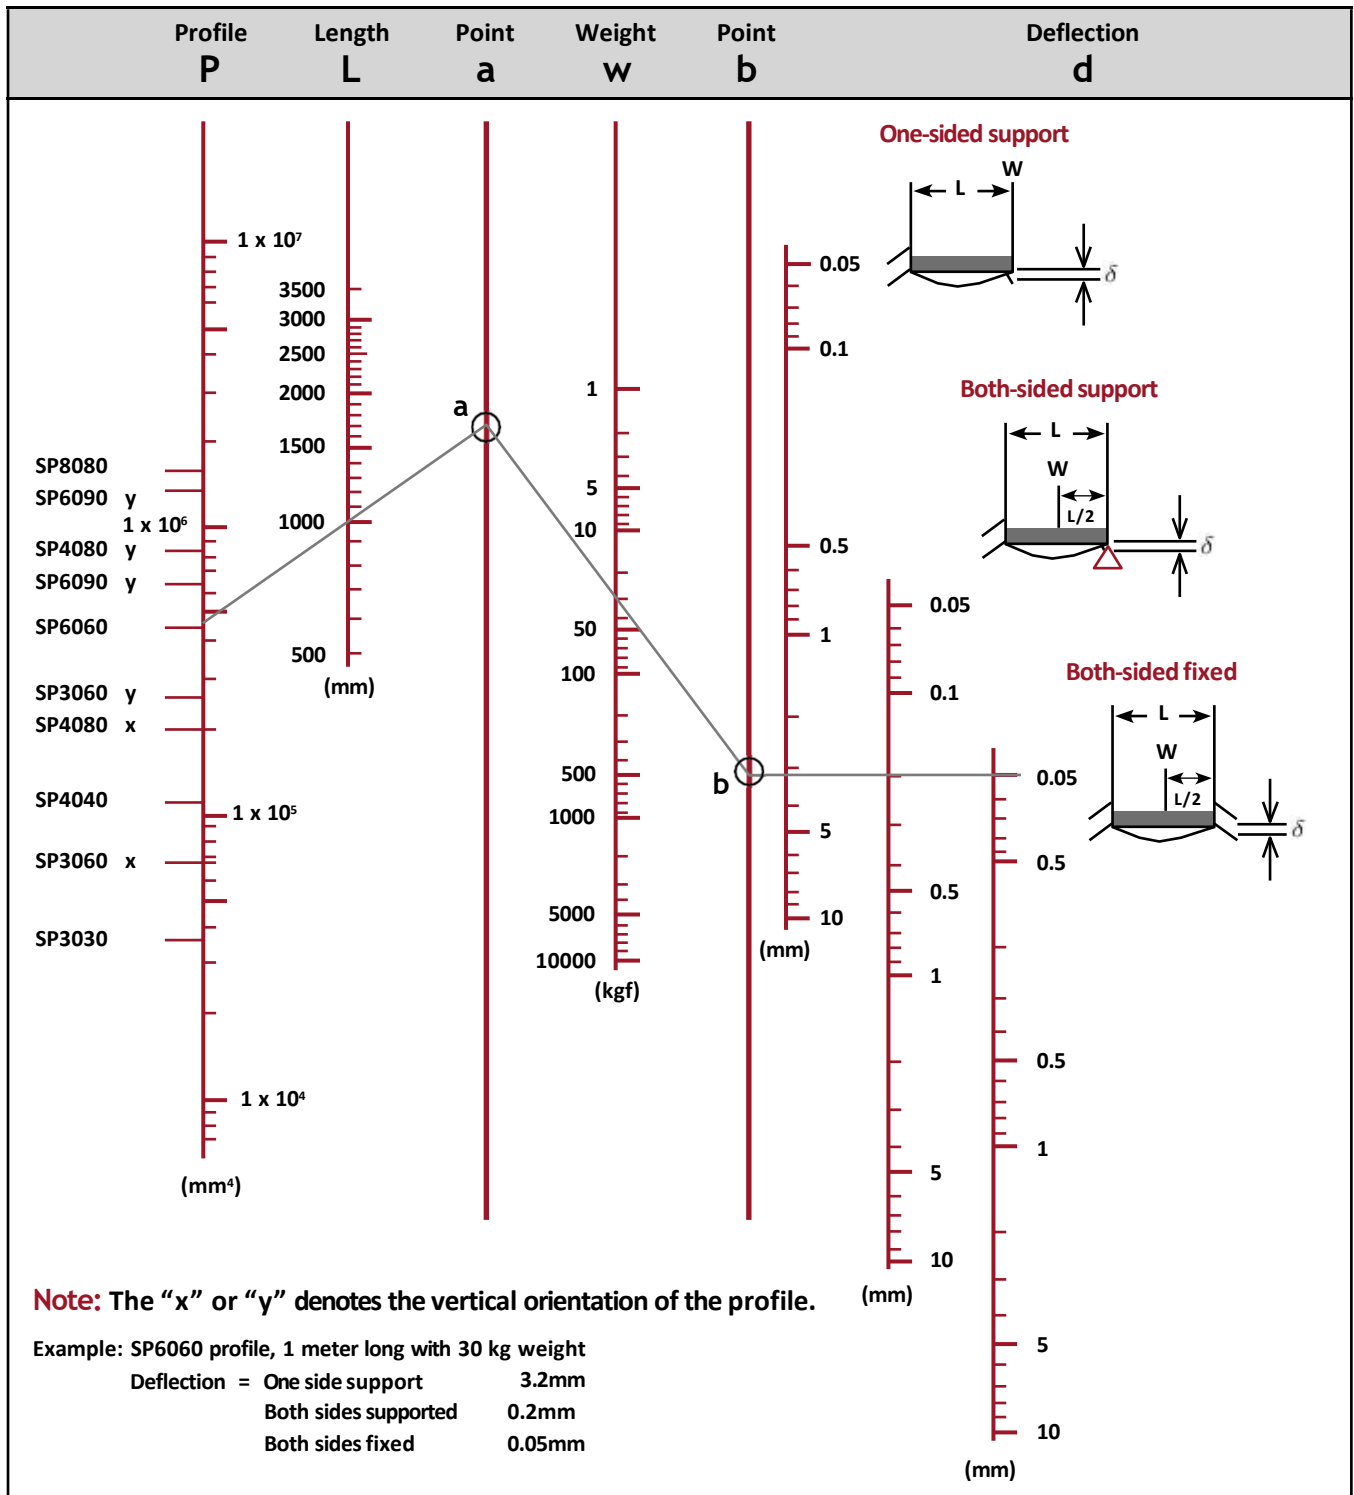 Profile Length Point Weight Point Deflection
P L a w b d
One-sided support
W
L
δ
1 x 10⁷
0.05
3500
3000
2500
2000
1500
1000
500
(mm)
0.1
0.5
1
5
10
(mm)
Both-sided support
L
W
L/2
δ
a
1
5
10
50
100
500
1000
5000
10000
(kgf)
SP8080
SP6090 y
1 x 10⁶
SP4080 y
SP6090 y
SP6060
SP3060 y
SP4080 x
SP4040
1 x 10⁵
SP3060 x
SP3030
1 x 10⁴
(mm⁴)
b
0.05
0.1
0.5
1
5
10
(mm)
Both-sided fixed
L
W
L/2
δ
0.05
0.5
0.5
1
5
10
(mm)
Note: The “x” or “y” denotes the vertical orientation of the profile.
Example: SP6060 profile, 1 meter long with 30 kg weight
Deflection = One side support 3.2mm
Both sides supported 0.2mm
Both sides fixed 0.05mm